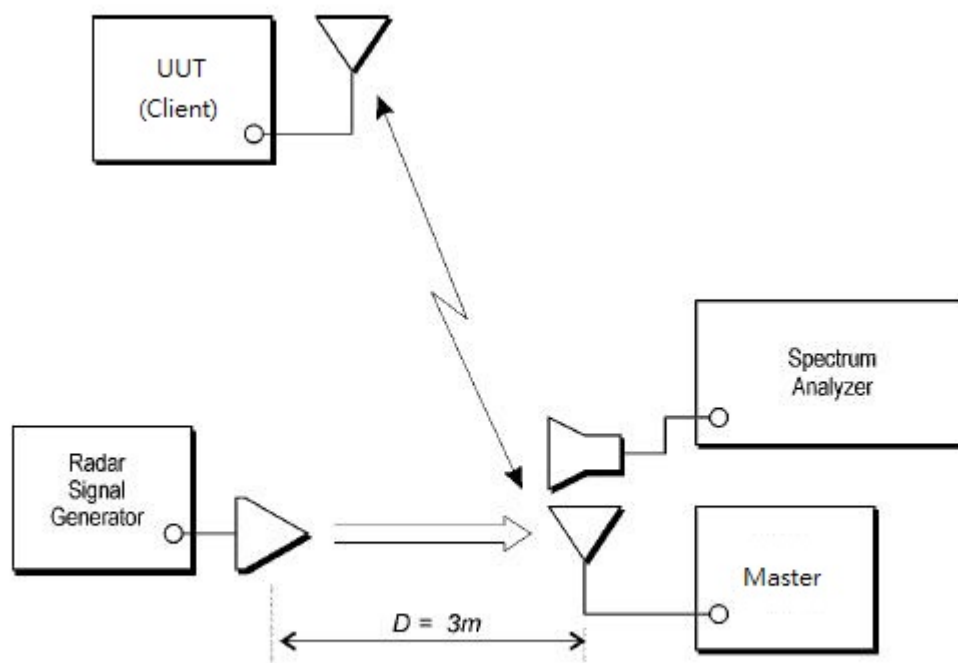 UUT
(Client)
Spectrum
Analyzer
Radar
Signal
Generator
Master
D = 3m